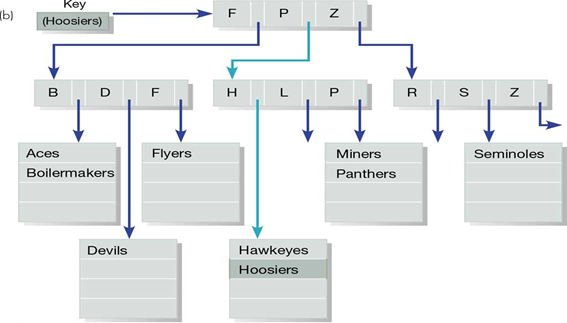 (b)
Key
(Hoosiers)
F P Z
B D F
H L P
R S Z
Aces
Boilermakers
Flyers
Miners
Panthers
Seminoles
Devils
Hawkeyes
Hoosiers